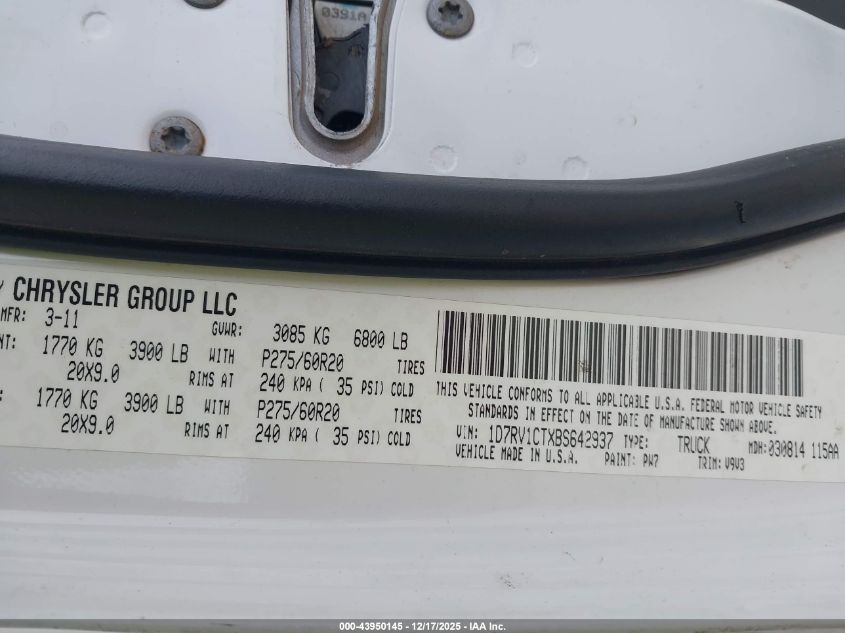 0391A
CHRYSLER GROUP LLC
MFR: 3-11 GVWR: 3085 KG 6800 LB
NT: 1770 KG 3900 LB WITH P275/60R20 TIRES
20X9.0 RIMS AT 240 KPA ( 35 PSI) COLD
: 1770 KG 3900 LB WITH P275/60R20 TIRES
20X9.0 RIMS AT 240 KPA ( 35 PSI) COLD
THIS VEHICLE CONFORMS TO ALL APPLICABLE U.S.A. FEDERAL MOTOR VEHICLE SAFETY
STANDARDS IN EFFECT ON THE DATE OF MANUFACTURE SHOWN ABOVE.
VIN: 1D7RV1CTXBS642937 TYPE: TRUCK MDH:030814 115AA
VEHICLE MADE IN U.S.A. PAINT: PW7 TRIM: V9V3
000-43950145 - 12/17/2025 - IAA Inc.